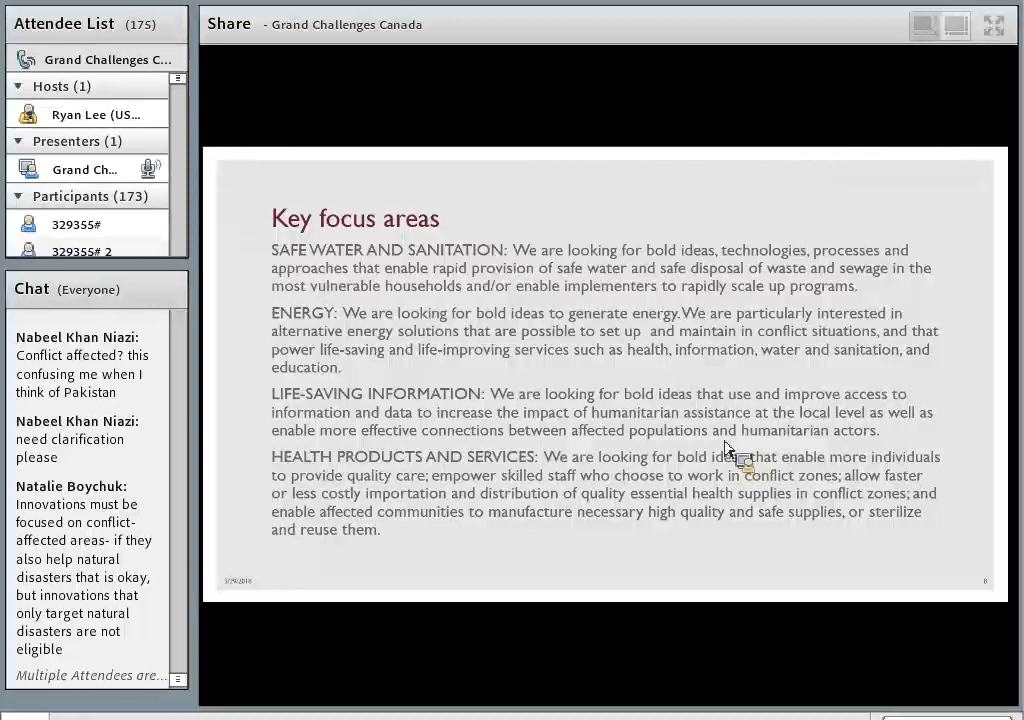 Attendee List (175)
Grand Challenges C...
Hosts (1)
Ryan Lee (US...
Presenters (1)
Grand Ch...
Participants (173)
329355#
329355# 2
Chat (Everyone)
Nabeel Khan Niazi:
Conflict affected? this
confusing me when I
think of Pakistan
Nabeel Khan Niazi:
need clarification
please
Natalie Boychuk:
Innovations must be
focused on conflict-
affected areas- if they
also help natural
disasters that is okay,
but innovations that
only target natural
disasters are not
eligible
Multiple Attendees are...
Share - Grand Challenges Canada
Key focus areas
SAFE WATER AND SANITATION: We are looking for bold ideas, technologies, processes and
approaches that enable rapid provision of safe water and safe disposal of waste and sewage in the
most vulnerable households and/or enable implementers to rapidly scale up programs.
ENERGY: We are looking for bold ideas to generate energy. We are particularly interested in
alternative energy solutions that are possible to set up and maintain in conflict situations, and that
power life-saving and life-improving services such as health, information, water and sanitation, and
education.
LIFE-SAVING INFORMATION: We are looking for bold ideas that use and improve access to
information and data to increase the impact of humanitarian assistance at the local level as well as
enable more effective connections between affected populations and humanitarian actors.
HEALTH PRODUCTS AND SERVICES: We are looking for bold that enable more individuals
to provide quality care; empower skilled staff who choose to work in conflict zones; allow faster
or less costly importation and distribution of quality essential health supplies in conflict zones; and
enable affected communities to manufacture necessary high quality and safe supplies, or sterilize
and reuse them.
8